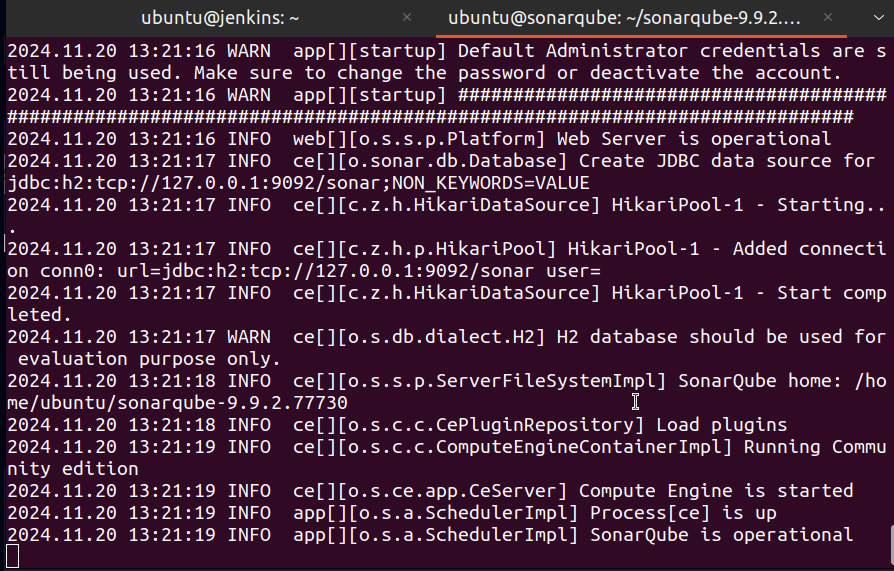 ubuntu@jenkins: ~
ubuntu@sonarqube: ~/sonarqube-9.9.2....
2024.11.20 13:21:16 WARN  app[][startup] Default Administrator credentials are s
till being used. Make sure to change the password or deactivate the account.
2024.11.20 13:21:16 WARN  app[][startup] #######################################
#############################################################################
2024.11.20 13:21:16 INFO  web[][o.s.s.p.Platform] Web Server is operational
2024.11.20 13:21:17 INFO  ce[][o.sonar.db.Database] Create JDBC data source for
jdbc:h2:tcp://127.0.0.1:9092/sonar;NON_KEYWORDS=VALUE
2024.11.20 13:21:17 INFO  ce[][c.z.h.HikariDataSource] HikariPool-1 - Starting..
.
2024.11.20 13:21:17 INFO  ce[][c.z.h.p.HikariPool] HikariPool-1 - Added connecti
on conn0: url=jdbc:h2:tcp://127.0.0.1:9092/sonar user=
2024.11.20 13:21:17 INFO  ce[][c.z.h.HikariDataSource] HikariPool-1 - Start comp
leted.
2024.11.20 13:21:17 WARN  ce[][o.s.db.dialect.H2] H2 database should be used for
 evaluation purpose only.
2024.11.20 13:21:18 INFO  ce[][o.s.s.p.ServerFileSystemImpl] SonarQube home: /ho
me/ubuntu/sonarqube-9.9.2.77730
2024.11.20 13:21:18 INFO  ce[][o.s.c.c.CePluginRepository] Load plugins
2024.11.20 13:21:19 INFO  ce[][o.s.c.c.ComputeEngineContainerImpl] Running Commu
nity edition
2024.11.20 13:21:19 INFO  ce[][o.s.ce.app.CeServer] Compute Engine is started
2024.11.20 13:21:19 INFO  app[][o.s.a.SchedulerImpl] Process[ce] is up
2024.11.20 13:21:19 INFO  app[][o.s.a.SchedulerImpl] SonarQube is operational